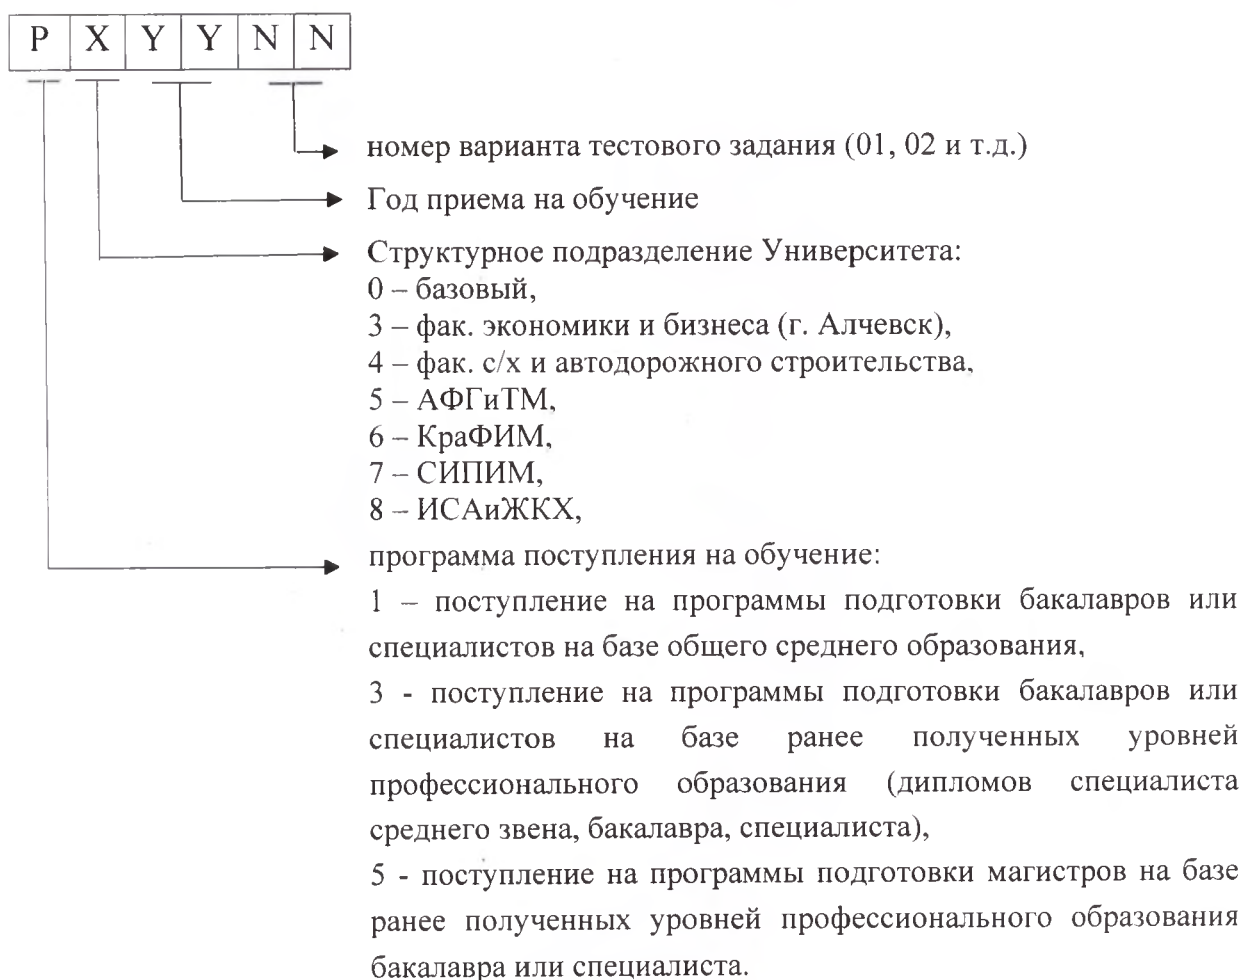 P X Y Y N N
номер варианта тестового задания (01, 02 и т.д.)
Год приема на обучение
Структурное подразделение Университета:
0 – базовый,
3 – фак. экономики и бизнеса (г. Алчевск),
4 – фак. с/х и автодорожного строительства,
5 – АФГиТМ,
6 – КраФИМ,
7 – СИПИМ,
8 – ИСАиЖКХ,
программа поступления на обучение:
1 – поступление на программы подготовки бакалавров или
специалистов на базе общего среднего образования,
3 - поступление на программы подготовки бакалавров или
специалистов на базе ранее полученных уровней
профессионального образования (дипломов специалиста
среднего звена, бакалавра, специалиста),
5 - поступление на программы подготовки магистров на базе
ранее полученных уровней профессионального образования
бакалавра или специалиста.